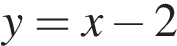 y = x − 2